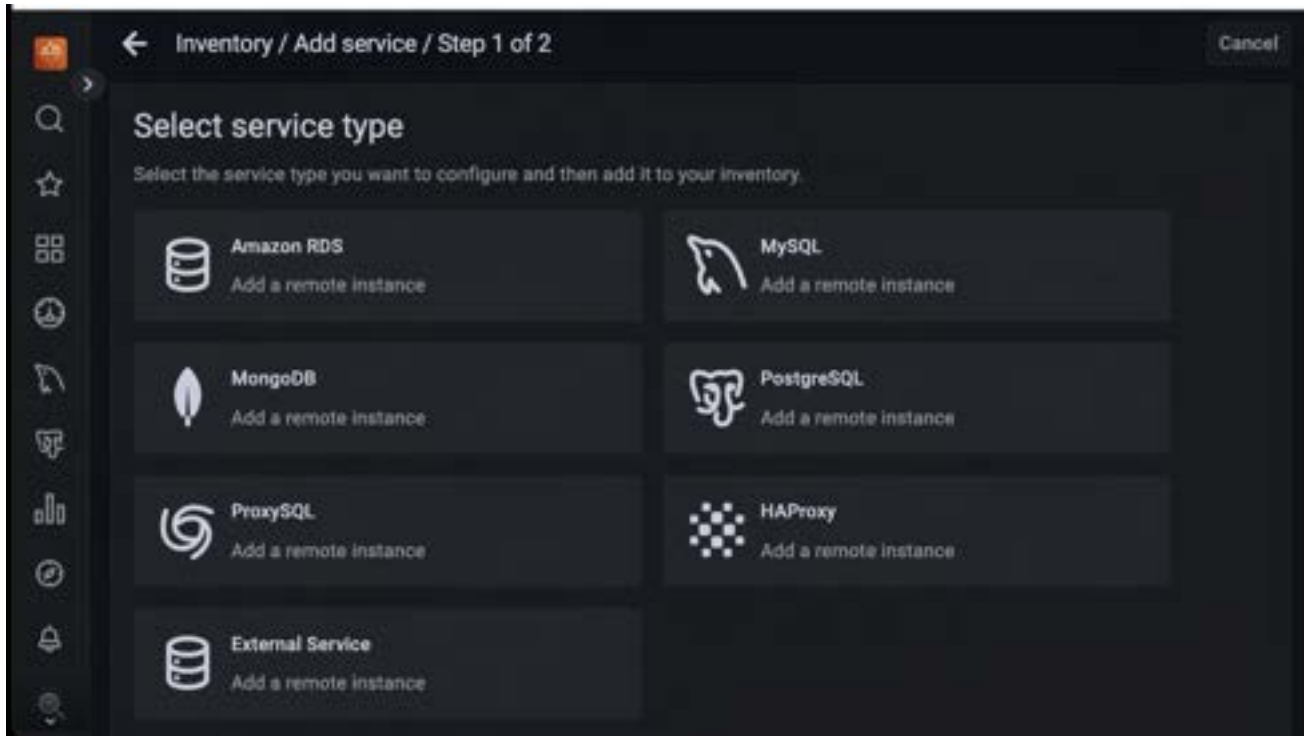 Inventory / Add service / Step 1 of 2
Cancel
Select service type
Select the service type you want to configure and then add it to your inventory.
Amazon RDS
Add a remote instance
MySQL
Add a remote instance
MongoDB
Add a remote instance
PostgreSQL
Add a remote instance
ProxySQL
Add a remote instance
HAProxy
Add a remote instance
External Service
Add a remote instance